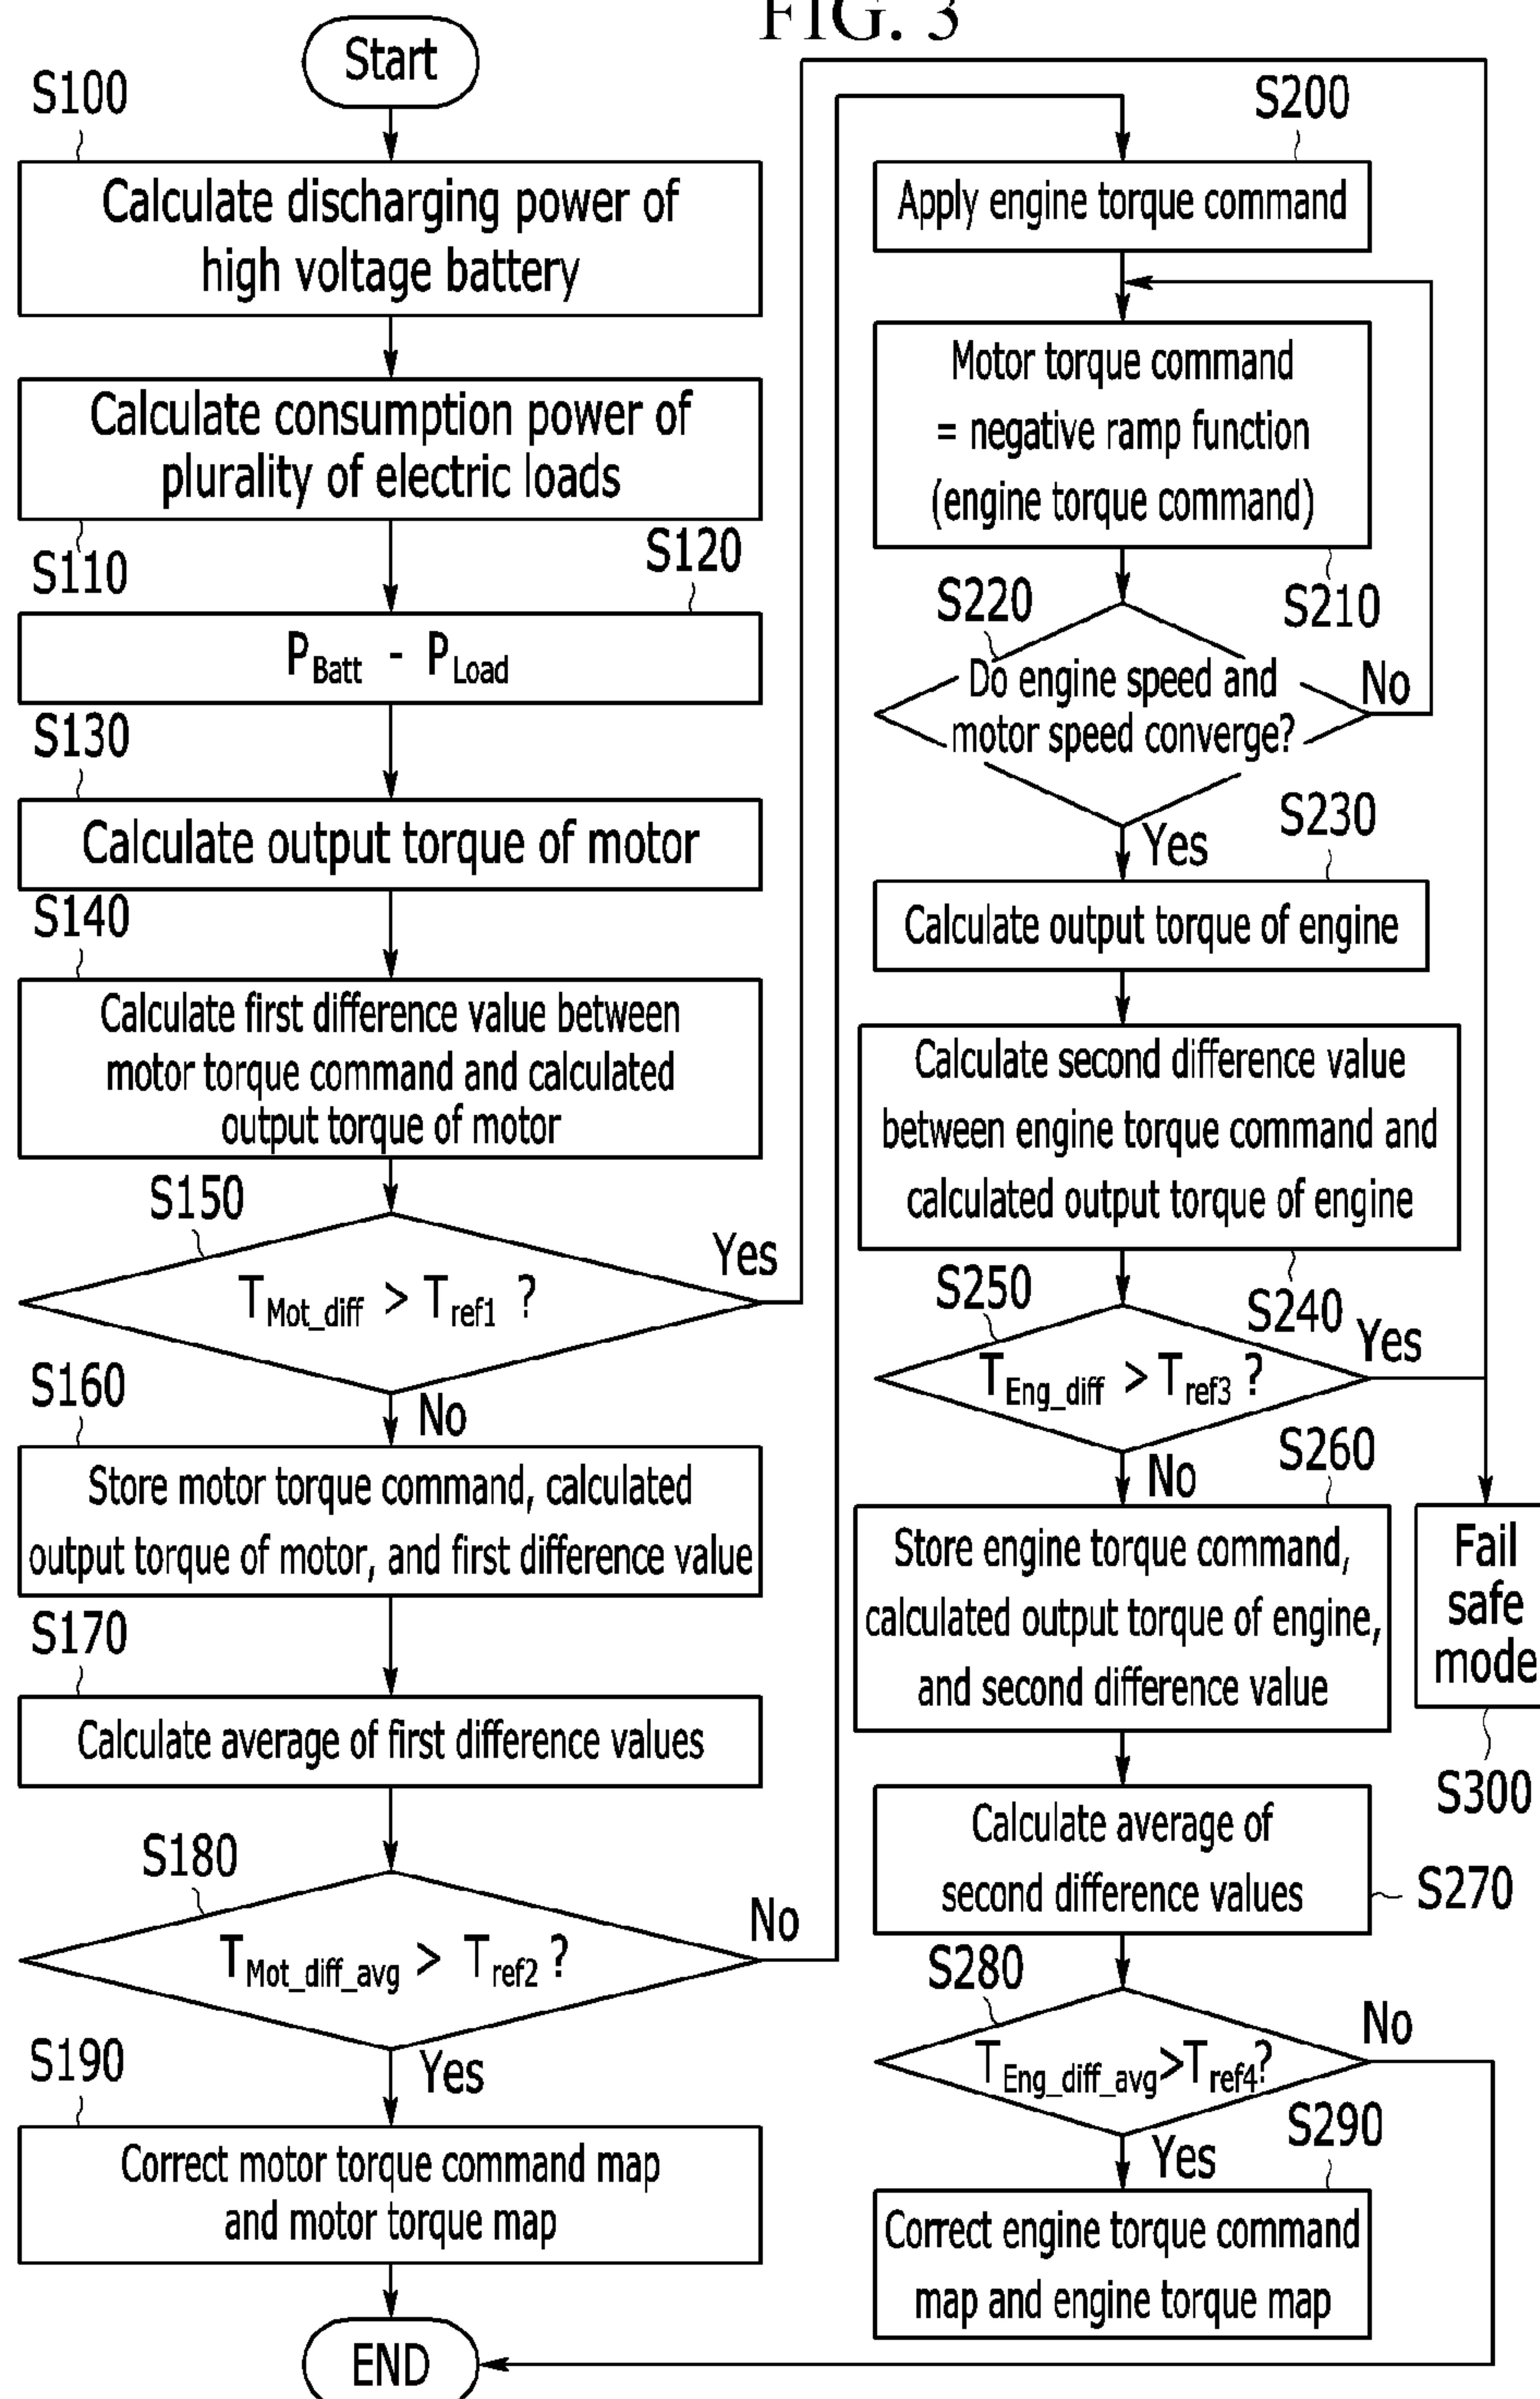 FIG. 3
Start
S100
Calculate discharging power of
high voltage battery
Calculate consumption power of
plurality of electric loads
S110
S120
P_Batt - P_Load
S130
Calculate output torque of motor
S140
Calculate first difference value between
motor torque command and calculated
output torque of motor
S150
T_Mot_diff > T_ref1 ?
Yes
No
S160
Store motor torque command, calculated
output torque of motor, and first difference value
S170
Calculate average of first difference values
S180
T_Mot_diff_avg > T_ref2 ?
No
Yes
S190
Correct motor torque command map
and motor torque map
END
S200
Apply engine torque command
Motor torque command
= negative ramp function
(engine torque command)
S210
S220
Do engine speed and
motor speed converge?
No
Yes
S230
Calculate output torque of engine
Calculate second difference value
between engine torque command and
calculated output torque of engine
S240
S250
T_Eng_diff > T_ref3 ?
Yes
No
S260
Store engine torque command,
calculated output torque of engine,
and second difference value
Fail
safe
mode
S300
Calculate average of
second difference values
S270
S280
T_Eng_diff_avg > T_ref4 ?
No
Yes
S290
Correct engine torque command
map and engine torque map